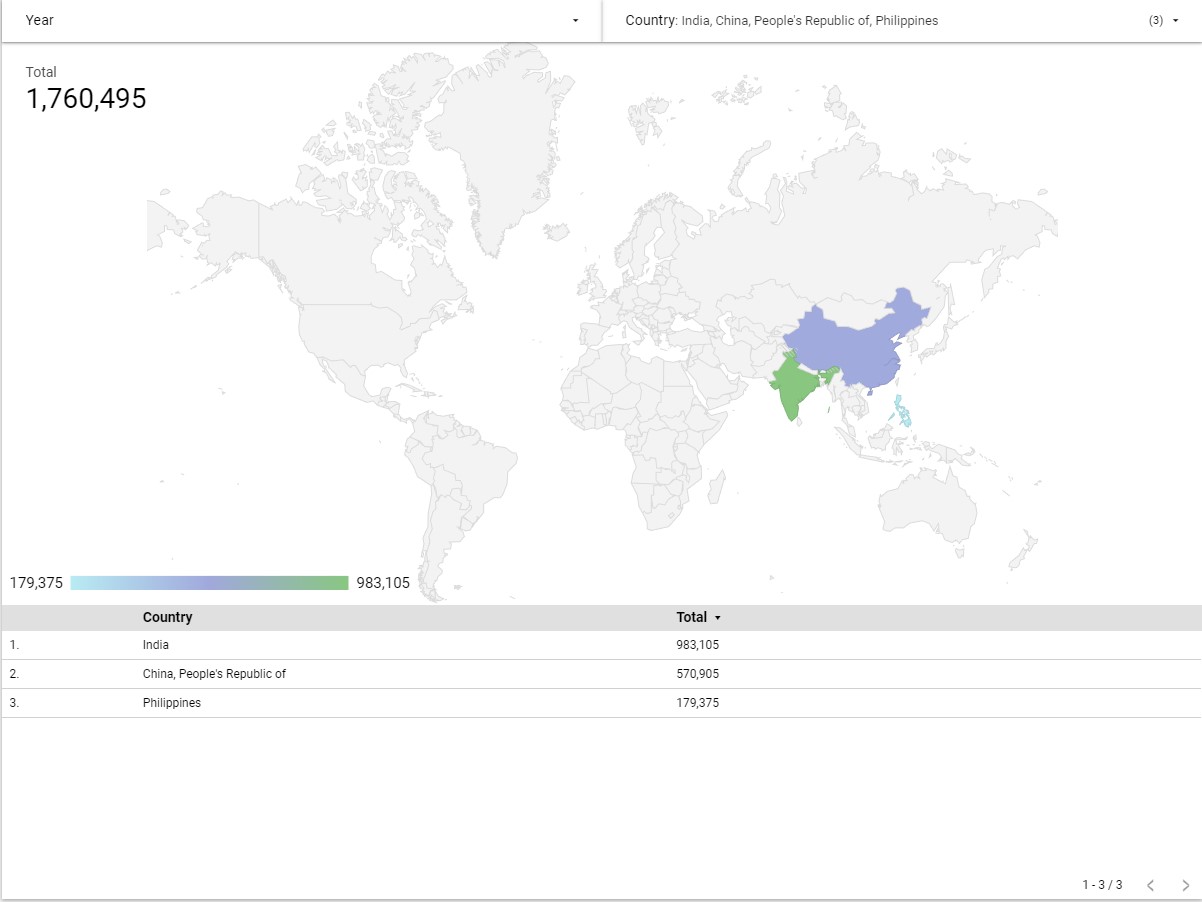 Year
Country: India, China, People's Republic of, Philippines (3)
Total
1,760,495
179,375 983,105
Country Total
1. India 983,105
2. China, People's Republic of 570,905
3. Philippines 179,375
1 - 3 / 3